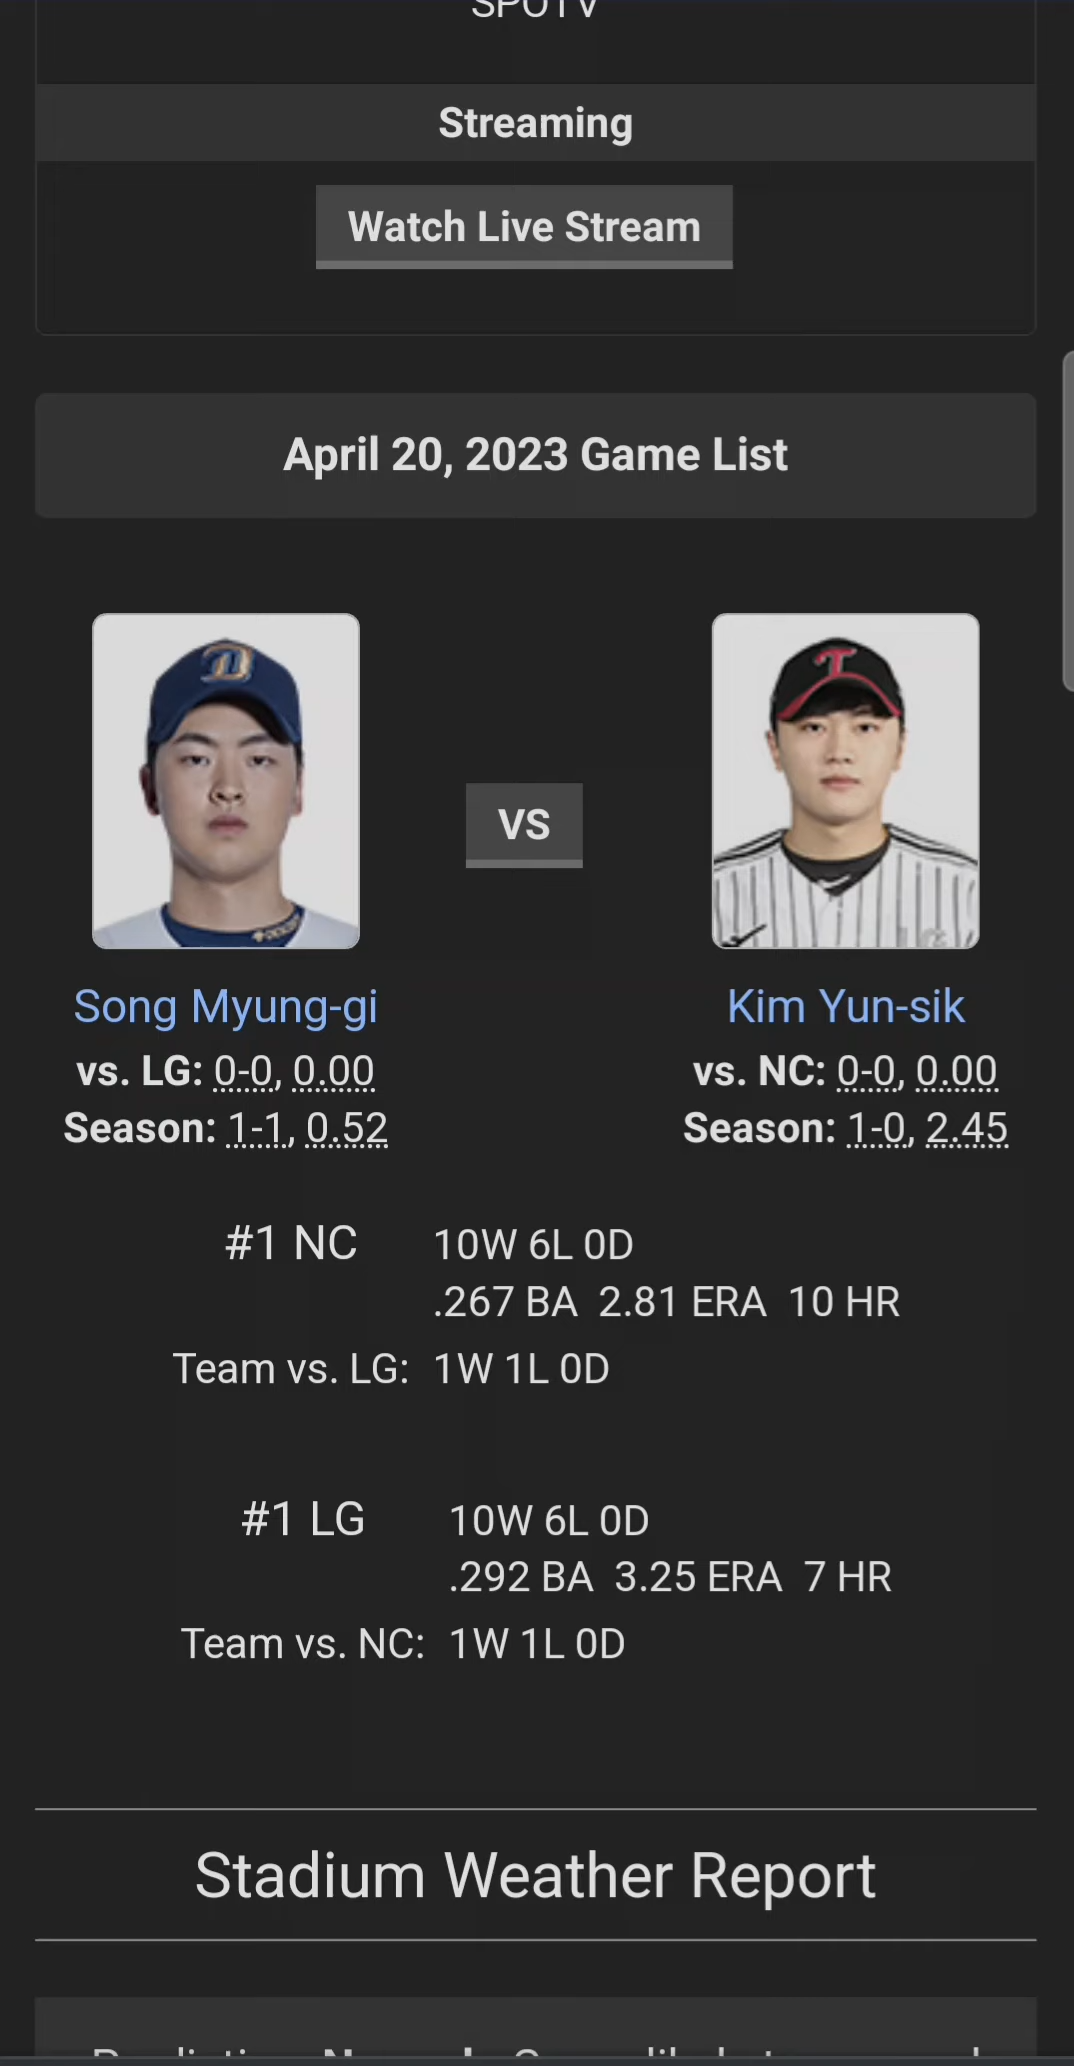 SPOTV
Streaming
Watch Live Stream
April 20, 2023 Game List
VS
Song Myung-gi
vs. LG: 0-0, 0.00
Season: 1-1, 0.52
Kim Yun-sik
vs. NC: 0-0, 0.00
Season: 1-0, 2.45
#1 NC 10W 6L 0D
.267 BA 2.81 ERA 10 HR
Team vs. LG: 1W 1L 0D
#1 LG 10W 6L 0D
.292 BA 3.25 ERA 7 HR
Team vs. NC: 1W 1L 0D
Stadium Weather Report